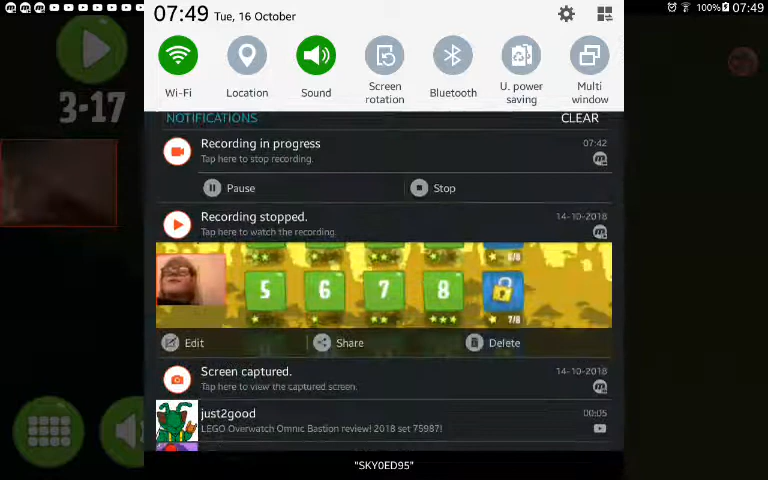 07:49 Tue, 16 October
100% 07:49
Wi-Fi
Location
Sound
Screen rotation
Bluetooth
U. power saving
Multi window
3-17
NOTIFICATIONS CLEAR
Recording in progress 07:42
Tap here to stop recording.
Pause Stop
Recording stopped. 14-10-2018
Tap here to watch the recording.
6/8
5 6 7 8
7/8
Edit Share Delete
Screen captured. 14-10-2018
Tap here to view the captured screen.
just2good 00:05
LEGO Overwatch Omnic Bastion review! 2018 set 75987!
"SKY0ED95"